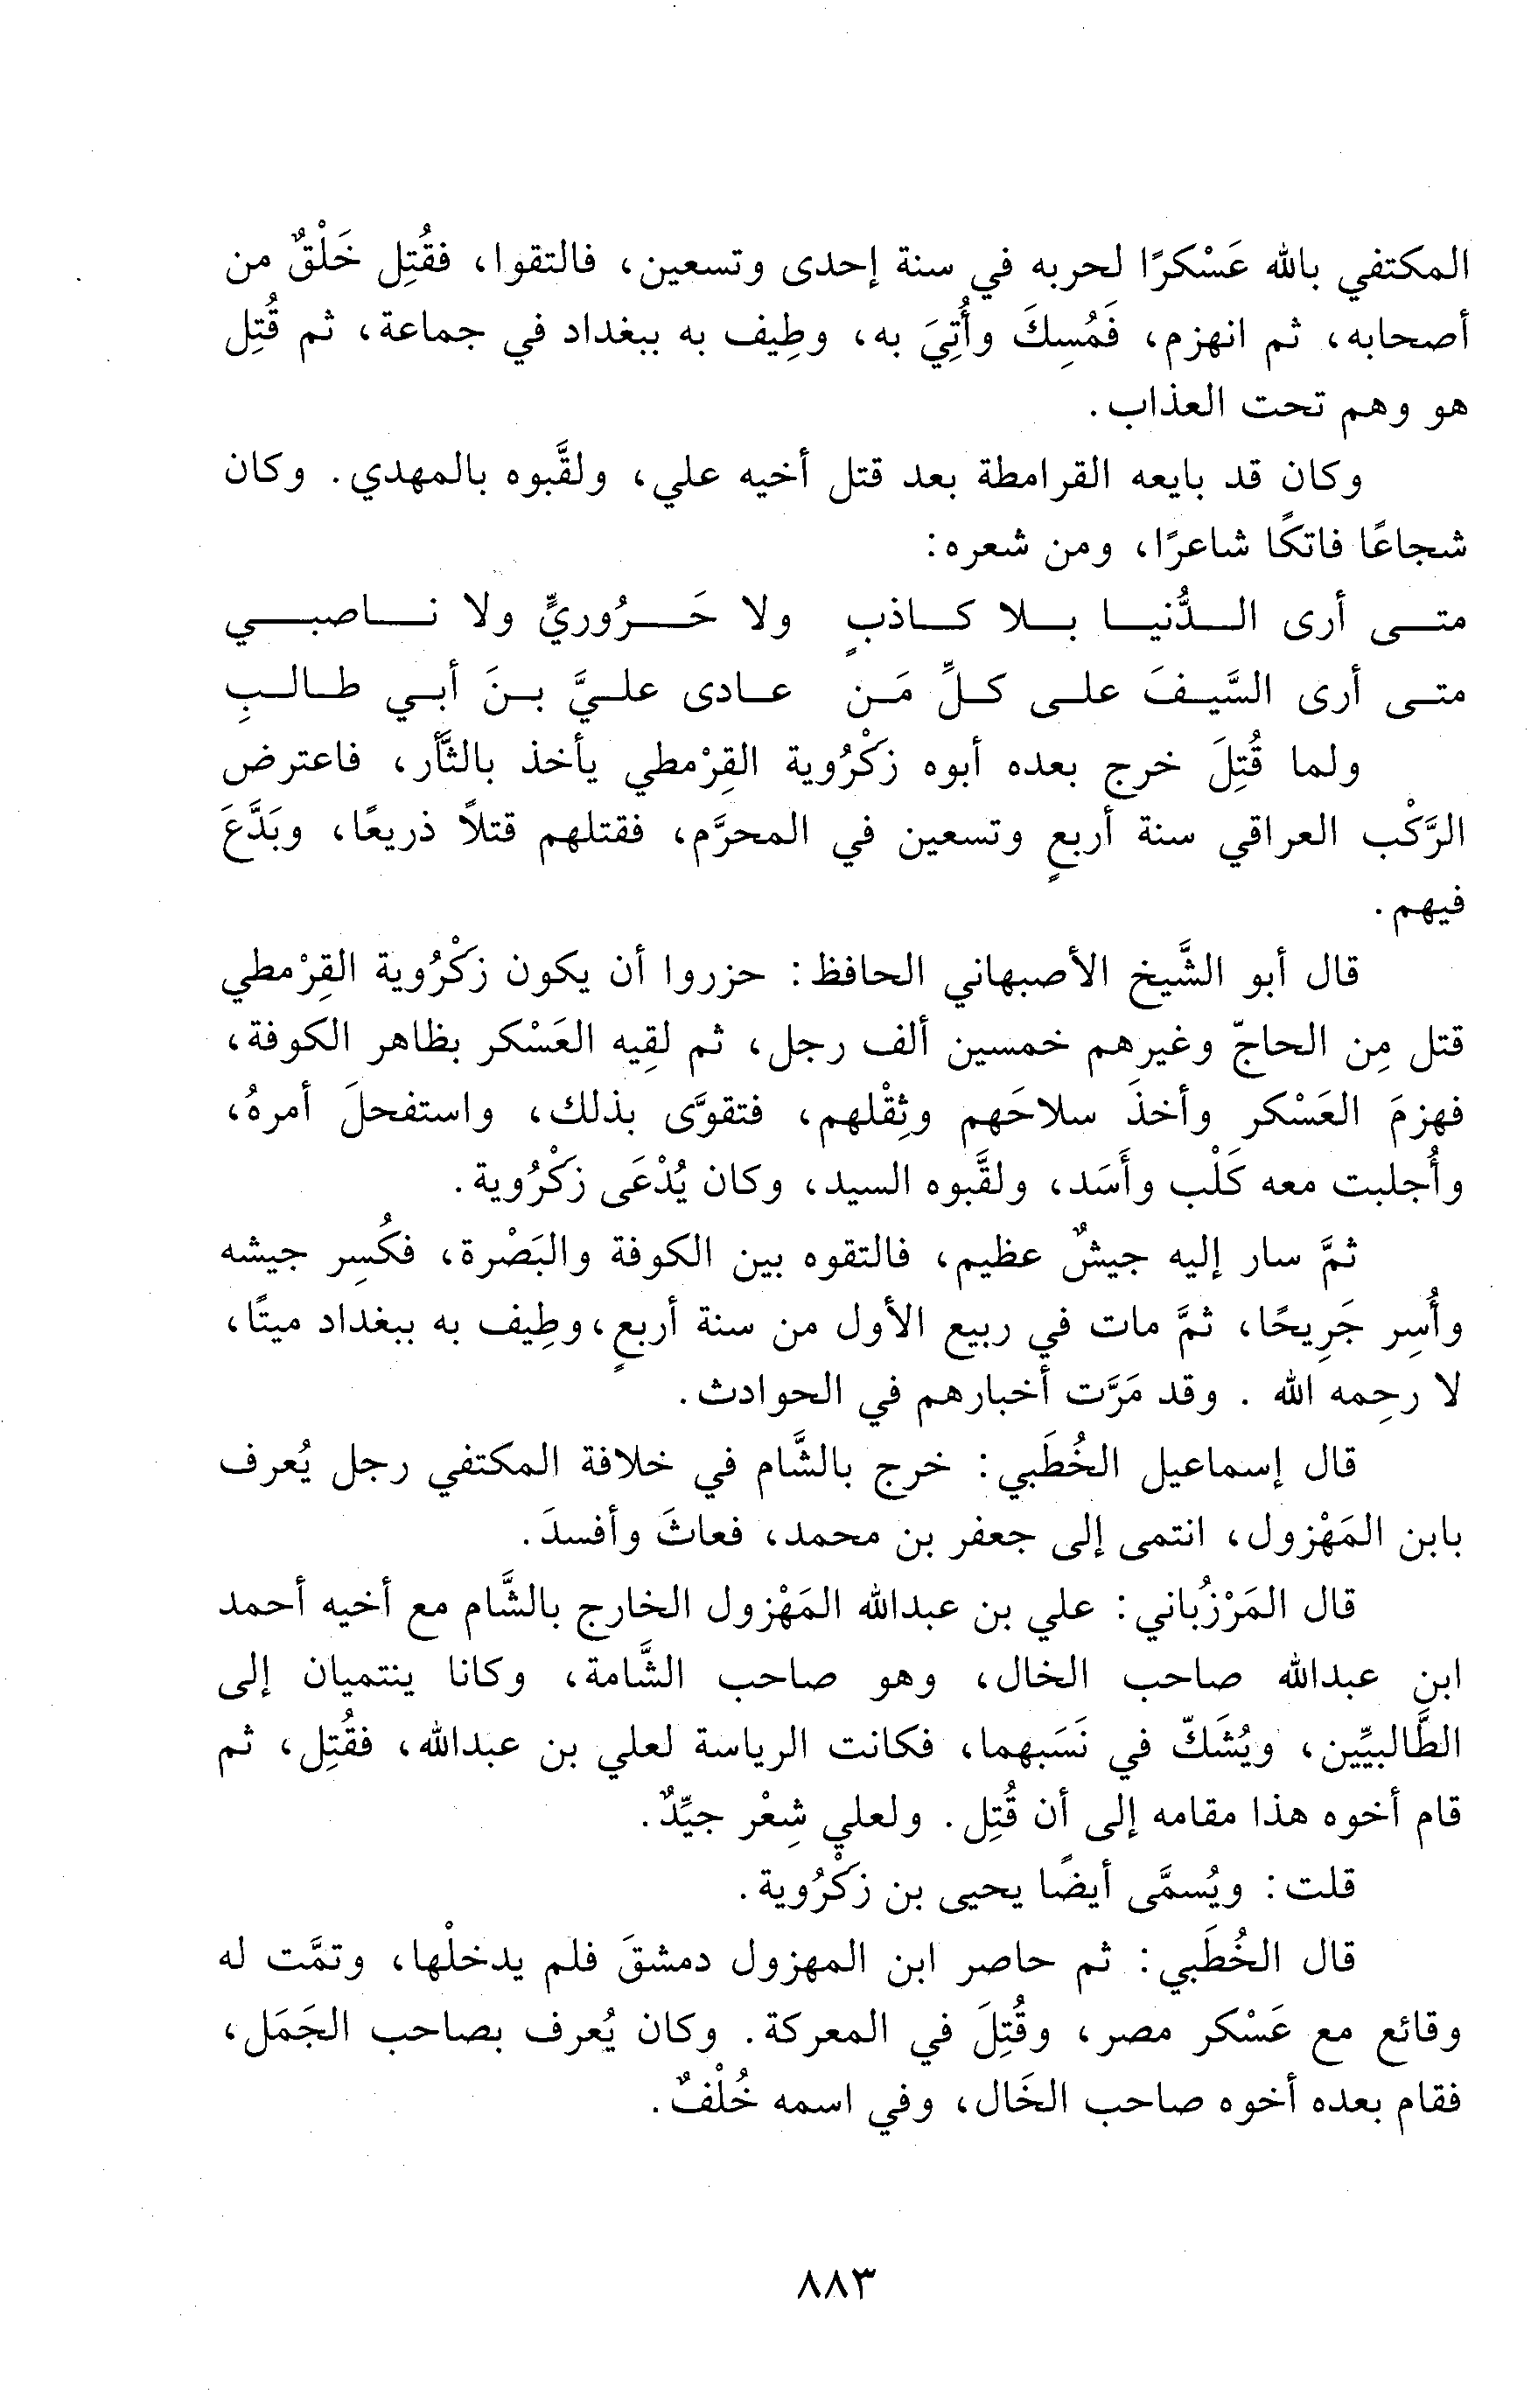 المكتفي بالله عَسْكرًا لحربه في سنة إحدى وتسعين، فالتقوا، فقُتِل خَلْقٌ من
أصحابه، ثم انهزم، فَمُسِكَ وأُتِيَ به، وطِيف به ببغداد في جماعة، ثم قُتِل
هو وهم تحت العذاب.
وكان قد بايعه القرامطة بعد قتل أخيه علي، ولقَّبوه بالمهدي. وكان
شجاعًا فاتكًا شاعرًا، ومن شعره:
متى أرى الدُّنيا بلا كاذبٍ ولا حَرُوريٍّ ولا ناصبي
متى أرى السَّيفَ على كلِّ مَن عادى عليَّ بنَ أبي طالبِ
ولما قُتِلَ خرج بعده أبوه زَكْرُوية القِرْمطي يأخذ بالثَّأر، فاعترض
الرَّكْب العراقي سنة أربعٍ وتسعين في المحرَّم، فقتلهم قتلاً ذريعًا، وبَدَّعَ
فيهم.
قال أبو الشَّيخ الأصبهاني الحافظ: حزروا أن يكون زَكْرُوية القِرْمطي
قتل مِن الحاجّ وغيرهم خمسين ألف رجل، ثم لقِيه العَسْكر بظاهر الكوفة،
فهزمَ العَسْكر وأخذَ سلاحَهم وثِقْلهم، فتقوَّى بذلك، واستفحلَ أمرهُ،
وأُجلبت معه كَلْب وأَسَد، ولقَّبوه السيد، وكان يُدْعَى زَكْرُوية.
ثمَّ سار إليه جيشٌ عظيم، فالتقوه بين الكوفة والبَصْرة، فكُسِر جيشه
وأُسِر جَرِيحًا، ثمَّ مات في ربيع الأول من سنة أربعٍ، وطِيف به ببغداد ميتًا،
لا رحِمه الله . وقد مَرَّت أخبارهم في الحوادث.
قال إسماعيل الخُطَبي: خرج بالشَّام في خلافة المكتفي رجل يُعرف
بابن المَهْزول، انتمى إلى جعفر بن محمد، فعاثَ وأفسدَ.
قال المَرْزُباني: علي بن عبدالله المَهْزول الخارج بالشَّام مع أخيه أحمد
ابن عبدالله صاحب الخال، وهو صاحب الشَّامة، وكانا ينتميان إلى
الطَّالبيِّين، ويُشَكّ في نَسَبهما، فكانت الرياسة لعلي بن عبدالله، فقُتِل، ثم
قام أخوه هذا مقامه إلى أن قُتِل. ولعلي شِعْر جيِّدٌ.
قلت: ويُسمَّى أيضًا يحيى بن زَكْرُوية.
قال الخُطَبي: ثم حاصر ابن المهزول دمشقَ فلم يدخلْها، وتمَّت له
وقائع مع عَسْكر مصر، وقُتِلَ في المعركة. وكان يُعرف بصاحب الجَمَل،
فقام بعده أخوه صاحب الخَال، وفي اسمه خُلْفٌ.
٨٨٣